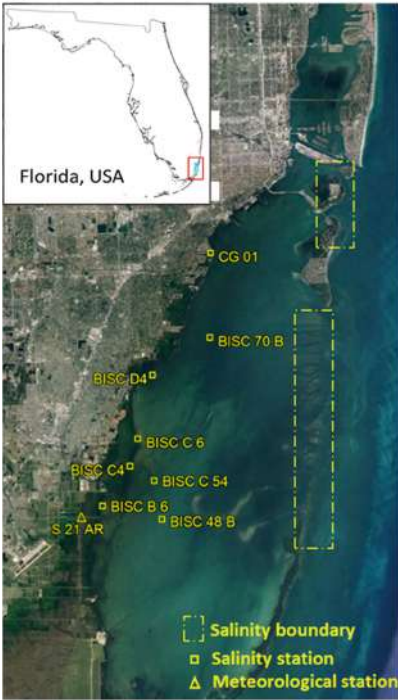 Florida, USA
CG 01
BISC 70 B
BISC D4
BISC C 6
BISC C4
BISC C 54
BISC B 6
S 21 AR
BISC 48 B
Salinity boundary
Salinity station
Meteorological station